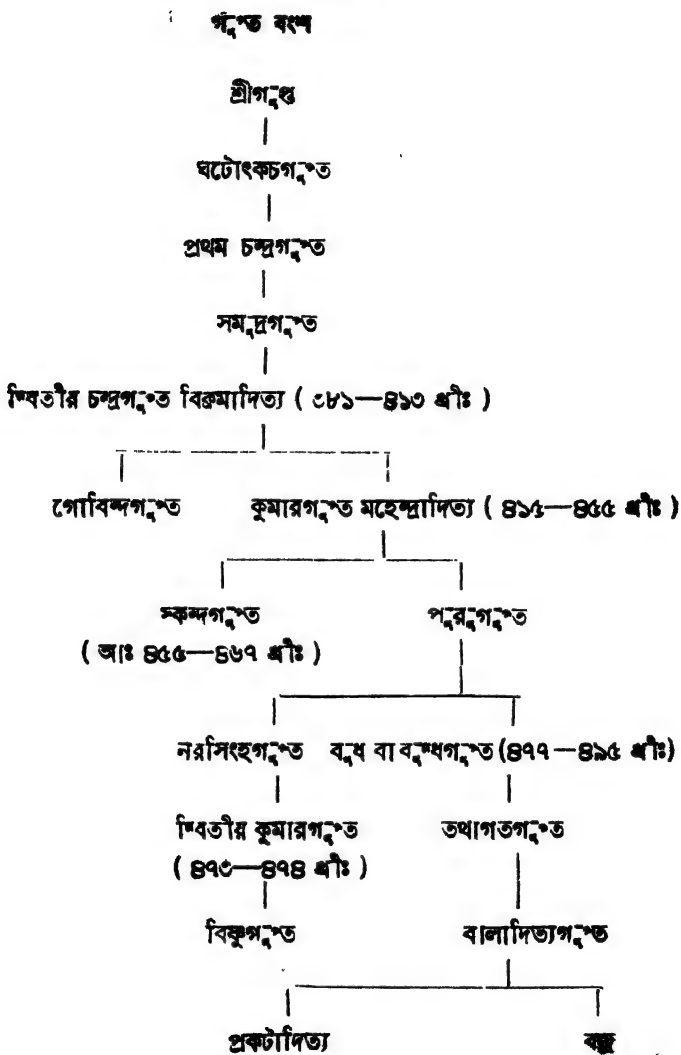 গুপ্ত বংশ
শ্রীগুপ্ত
ঘটোৎকচগুপ্ত
প্রথম চন্দ্রগুপ্ত
সমুদ্রগুপ্ত
দ্বিতীয় চন্দ্রগুপ্ত বিক্রমাদিত্য ( ৩৮১—৪১৩ খ্রীঃ )
গোবিন্দগুপ্ত কুমারগুপ্ত মহেন্দ্রাদিত্য ( ৪১৫—৪৫৫ খ্রীঃ )
স্কন্দগুপ্ত পুরুগুপ্ত
( আঃ ৪৫৫—৪৬৭ খ্রীঃ )
নরসিংহগুপ্ত বুধ বা বুদ্ধগুপ্ত (৪৭৭—৪৯৫ খ্রীঃ)
দ্বিতীয় কুমারগুপ্ত তথাগতগুপ্ত
( ৪৭৩—৪৭৪ খ্রীঃ )
বিষ্ণুগুপ্ত বালাদিত্যগুপ্ত
প্রকটাদিত্য বজ্র